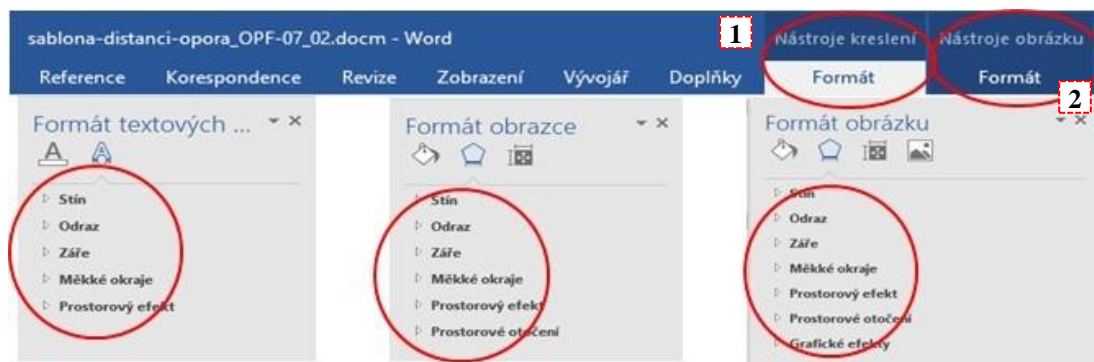 sablona-distanci-opora_OPF-07_02.docm - Word
1
Nástroje kreslení
Nástroje obrázku
Reference Korespondence Revize Zobrazení Vývojář Doplňky Formát Formát
2
Formát textových ...
Stín
Odraz
Záře
Měkké okraje
Prostorový efekt
Formát obrazce
Stín
Odraz
Záře
Měkké okraje
Prostorový efekt
Prostorové otočení
Formát obrázku
Stín
Odraz
Záře
Měkké okraje
Prostorový efekt
Prostorové otočení
Grafické efekty